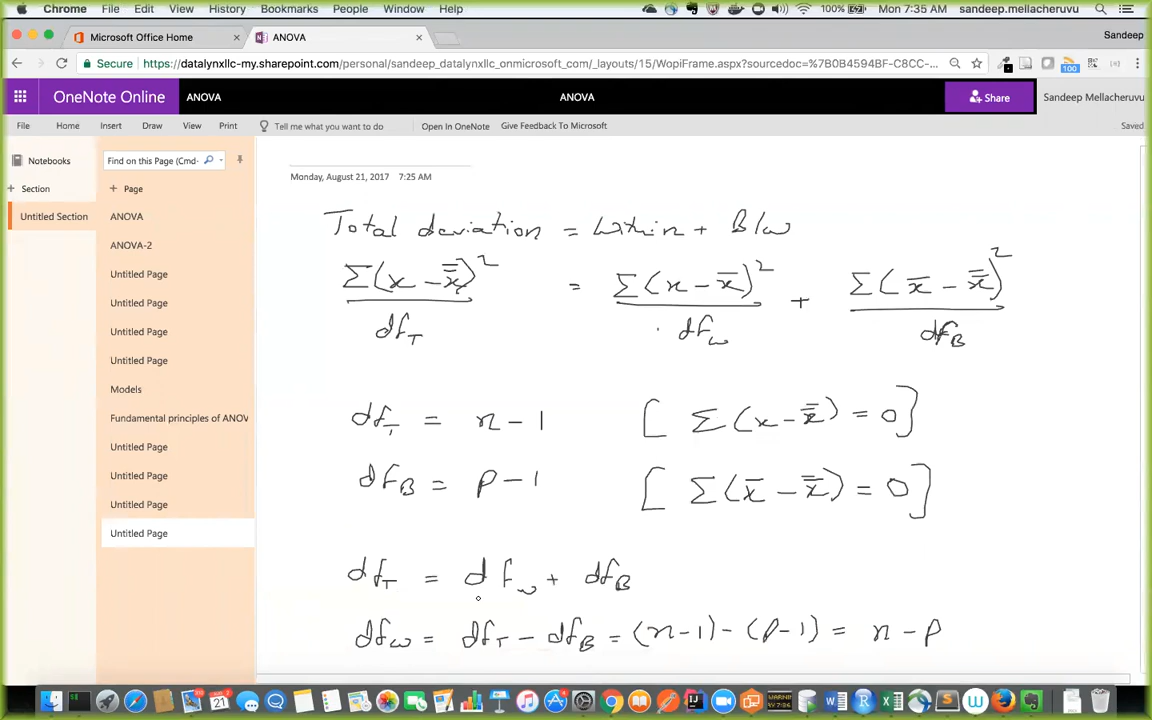 Chrome File Edit View History Bookmarks People Window Help 100% Mon 7:35 AM sandeep.mellacheruvu
Microsoft Office Home × ANOVA × Sandeep
Secure https://datalynxllc-my.sharepoint.com/personal/sandeep_datalynxllc_onmicrosoft_com/_layouts/15/WopiFrame.aspx?sourcedoc=%7B0B4594BF-C8CC-... 100
OneNote Online ANOVA ANOVA Share Sandeep Mellacheruvu
File Home Insert Draw View Print Tell me what you want to do Open In OneNote Give Feedback To Microsoft Saved
Notebooks Find on this Page (Cmd-
+ Section + Page
Untitled Section
ANOVA
ANOVA-2
Untitled Page
Untitled Page
Untitled Page
Untitled Page
Models
Fundamental principles of ANOV
Untitled Page
Untitled Page
Untitled Page
Untitled Page
Monday, August 21, 2017 7:25 AM
Total deviation = within + B/w
Σ(x − x̿)² / df_T = Σ(x − x̄)² / df_w + Σ(x̄ − x̿)² / df_B
df_T = n − 1 [ Σ(x − x̿) = 0 ]
df_B = p − 1 [ Σ(x̄ − x̿) = 0 ]
df_T = df_w + df_B
df_w = df_T − df_B = (n − 1) − (p − 1) = n − p
21